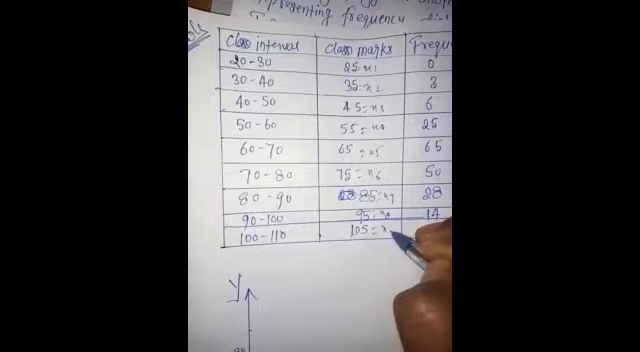 representing frequency
Class interval Class marks Frequ
20-30 25=x1 0
30-40 35=x2 3
40-50 45=x3 6
50-60 55=x4 25
60-70 65=x5 65
70-80 75=x6 50
80-90 85=x7 28
90-100 95=x8 14
100-110 105=x
y